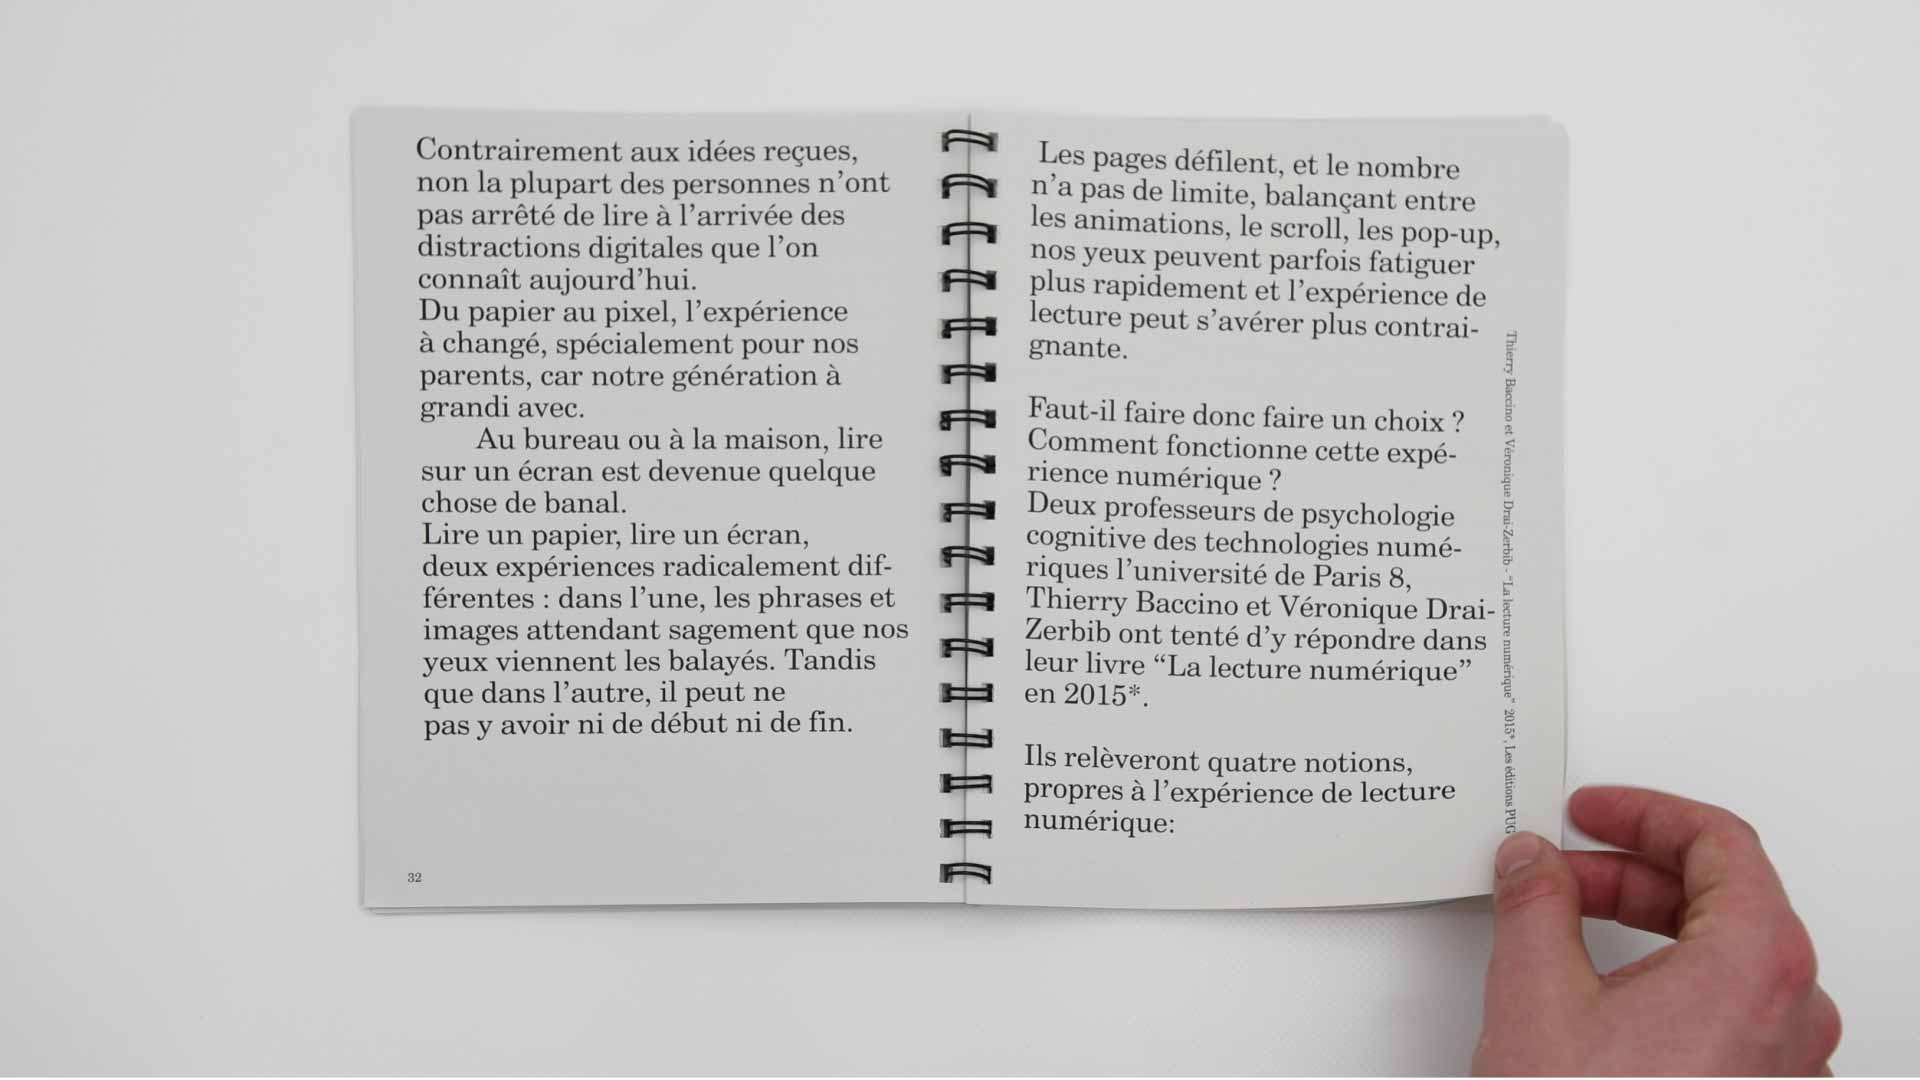 Contrairement aux idées reçues,
non la plupart des personnes n’ont
pas arrêté de lire à l’arrivée des
distractions digitales que l’on
connaît aujourd’hui.
Du papier au pixel, l’expérience
à changé, spécialement pour nos
parents, car notre génération à
grandi avec.
Au bureau ou à la maison, lire
sur un écran est devenue quelque
chose de banal.
Lire un papier, lire un écran,
deux expériences radicalement dif-
férentes : dans l’une, les phrases et
images attendant sagement que nos
yeux viennent les balayés. Tandis
que dans l’autre, il peut ne
pas y avoir ni de début ni de fin.
32
Les pages défilent, et le nombre
n’a pas de limite, balançant entre
les animations, le scroll, les pop-up,
nos yeux peuvent parfois fatiguer
plus rapidement et l’expérience de
lecture peut s’avérer plus contrai-
gnante.
Faut-il faire donc faire un choix ?
Comment fonctionne cette expé-
rience numérique ?
Deux professeurs de psychologie
cognitive des technologies numé-
riques l’université de Paris 8,
Thierry Baccino et Véronique Drai-
Zerbib ont tenté d’y répondre dans
leur livre “La lecture numérique”
en 2015*.
Ils relèveront quatre notions,
propres à l’expérience de lecture
numérique:
Thierry Baccino et Véronique Drai-Zerbib - “La lecture numérique” 2015*, Les éditions PUG